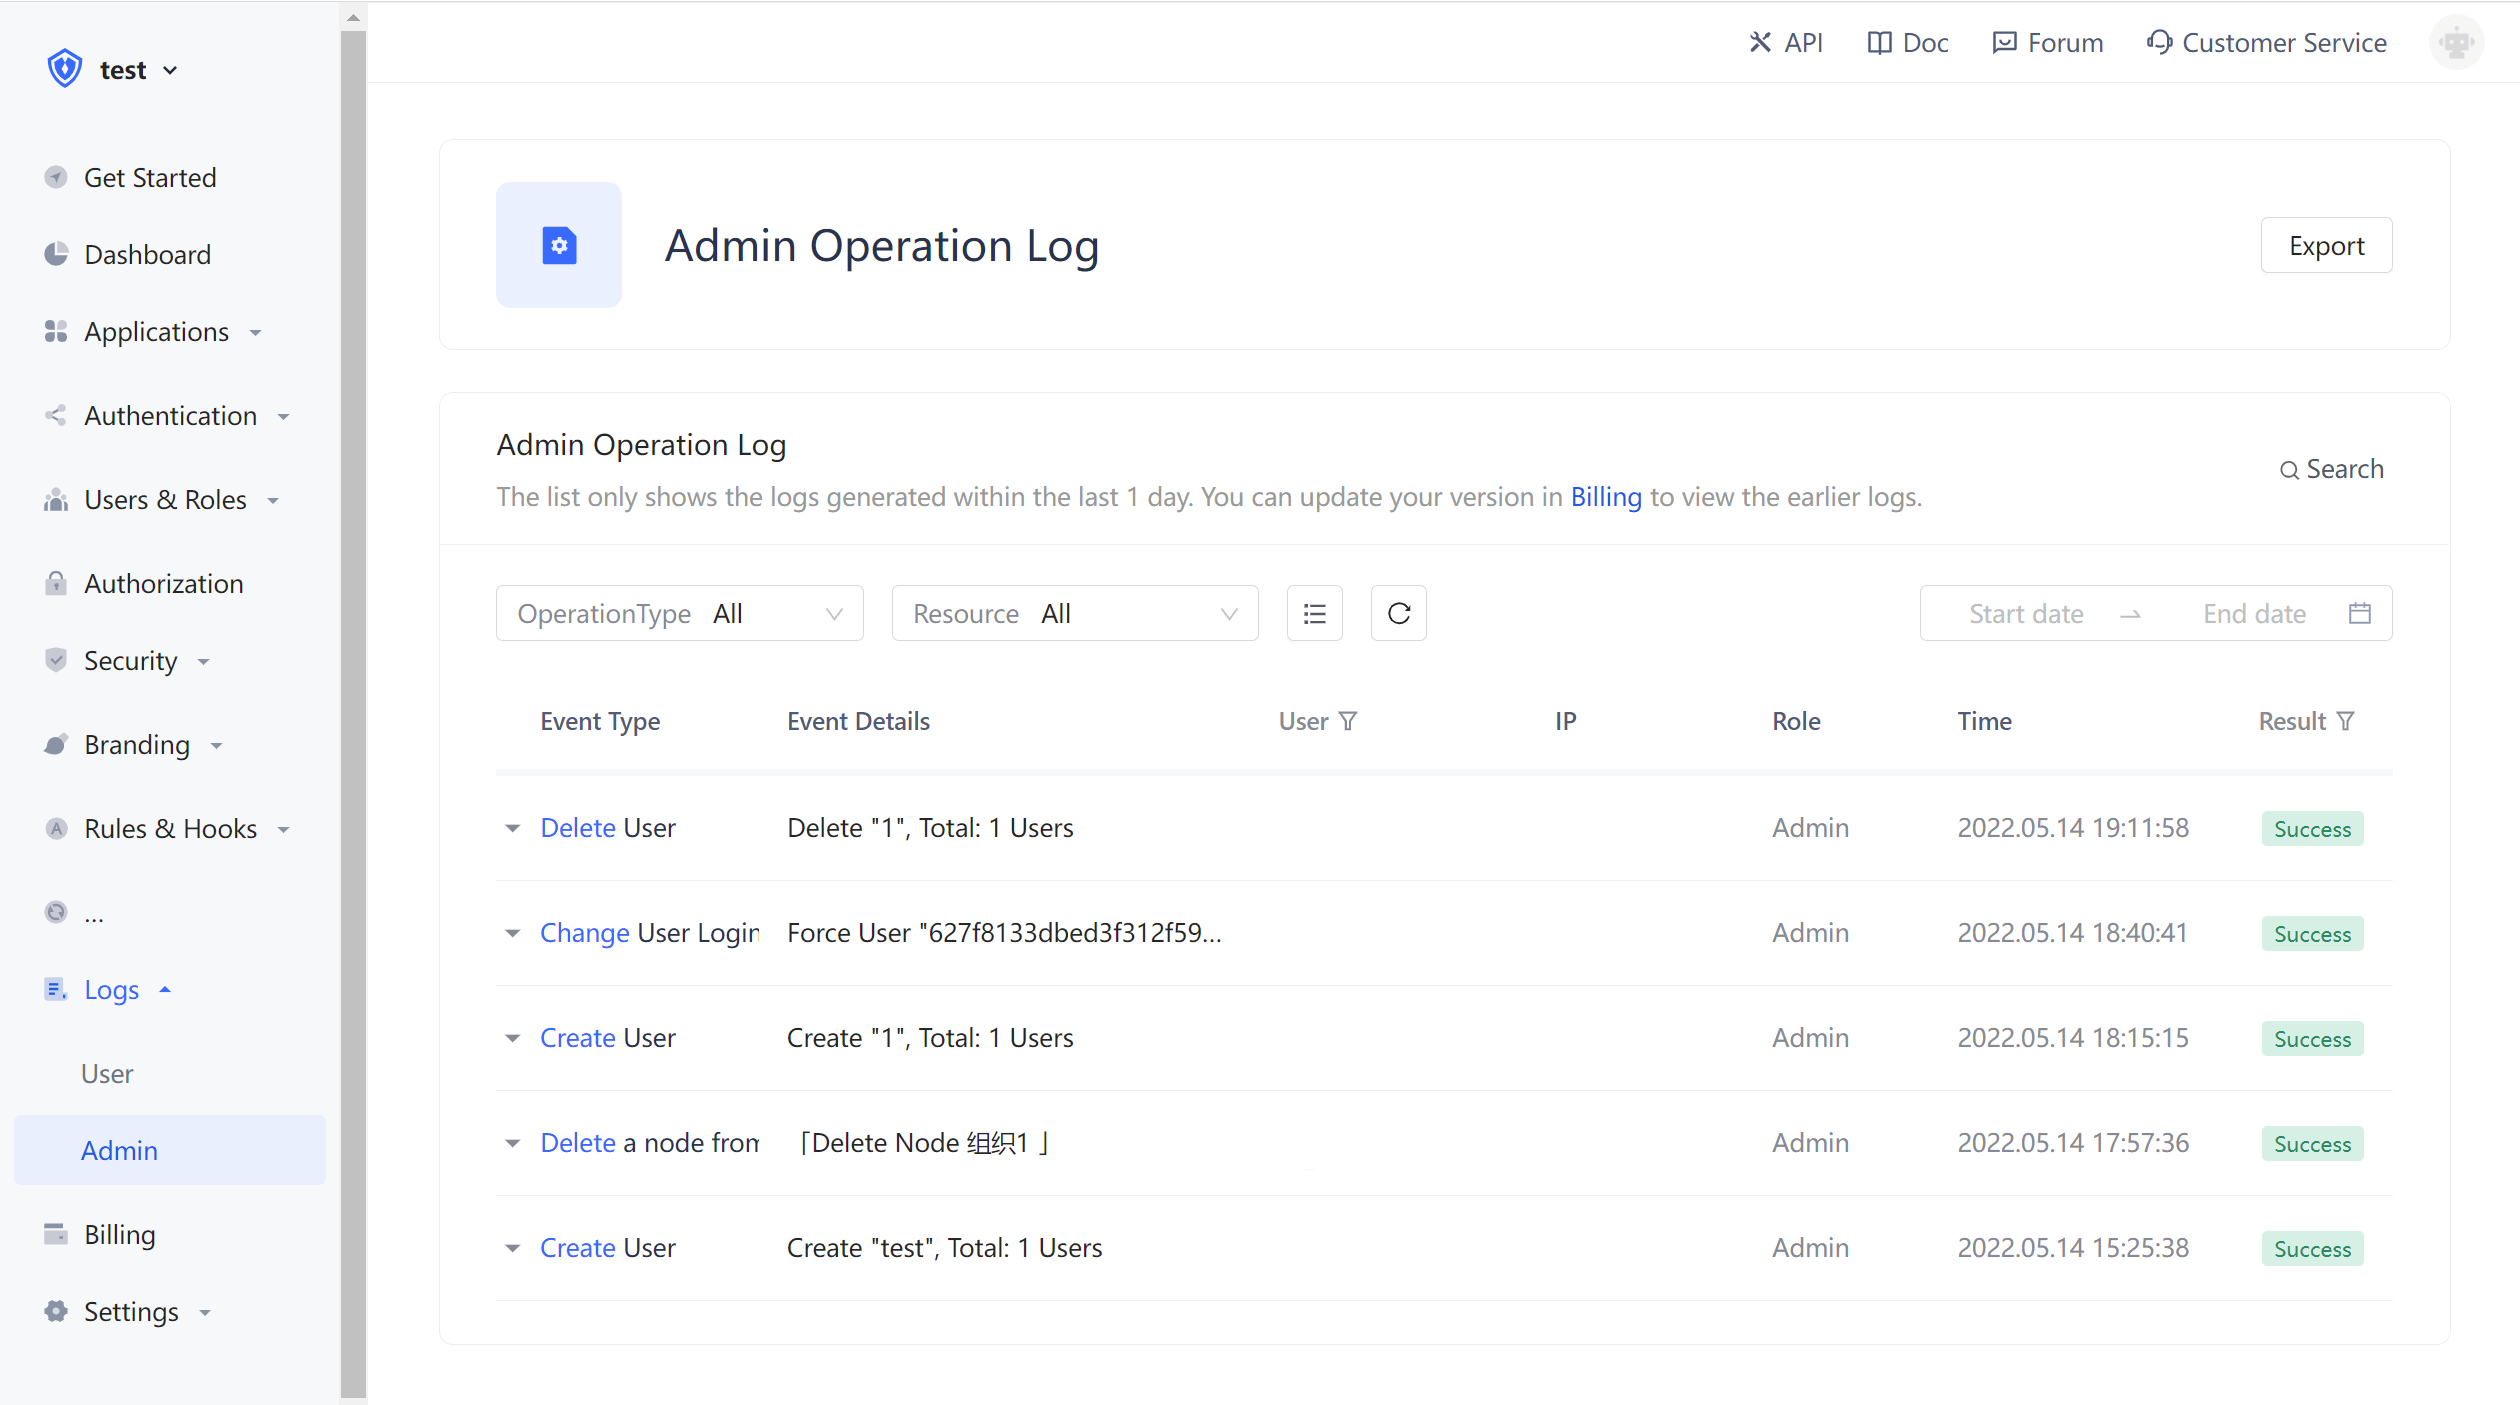 test
API Doc Forum Customer Service
Get Started
Dashboard
Applications
Authentication
Users & Roles
Authorization
Security
Branding
Rules & Hooks
...
Logs
User
Admin
Billing
Settings
Admin Operation Log
Export
Admin Operation Log
The list only shows the logs generated within the last 1 day. You can update your version in Billing to view the earlier logs.
Search
OperationType All Resource All Start date End date
Event Type Event Details User IP Role Time Result
Delete User Delete "1", Total: 1 Users Admin 2022.05.14 19:11:58 Success
Change User Login Force User "627f8133dbed3f312f59... Admin 2022.05.14 18:40:41 Success
Create User Create "1", Total: 1 Users Admin 2022.05.14 18:15:15 Success
Delete a node from 「Delete Node 组织1 」 Admin 2022.05.14 17:57:36 Success
Create User Create "test", Total: 1 Users Admin 2022.05.14 15:25:38 Success